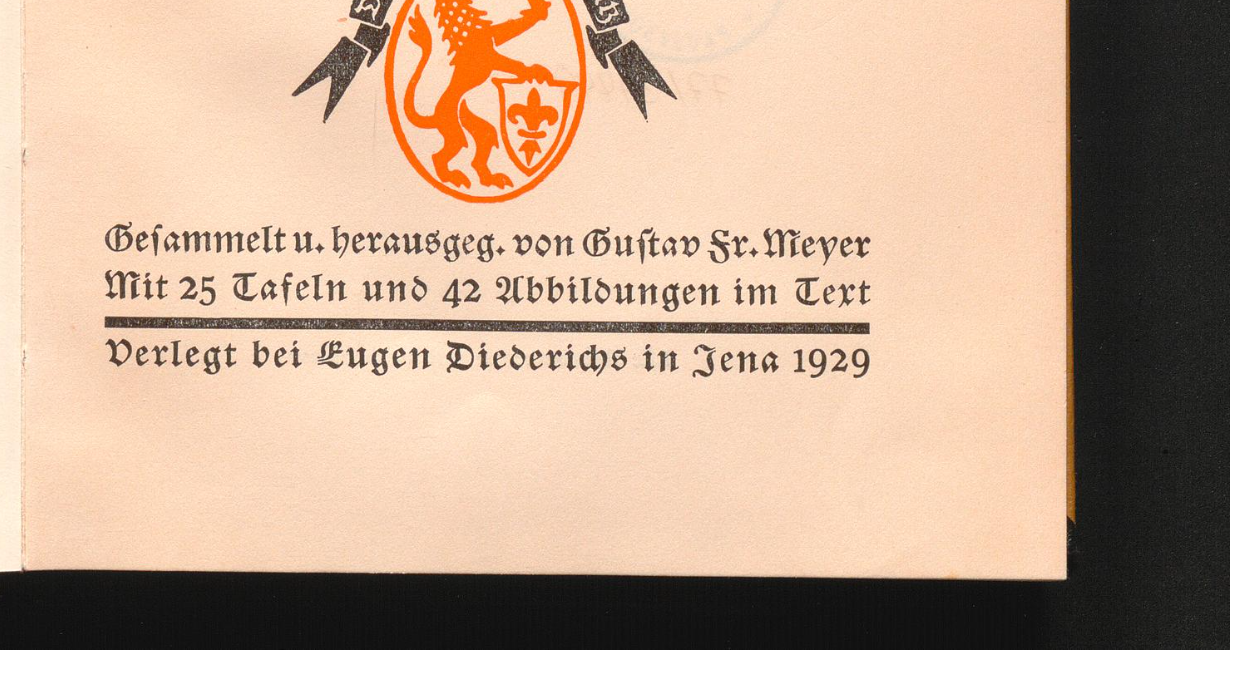 Gesammelt u. herausgeg. von Gustav Fr. Meyer
Mit 25 Tafeln und 42 Abbildungen im Text
Verlegt bei Eugen Diederichs in Jena 1929